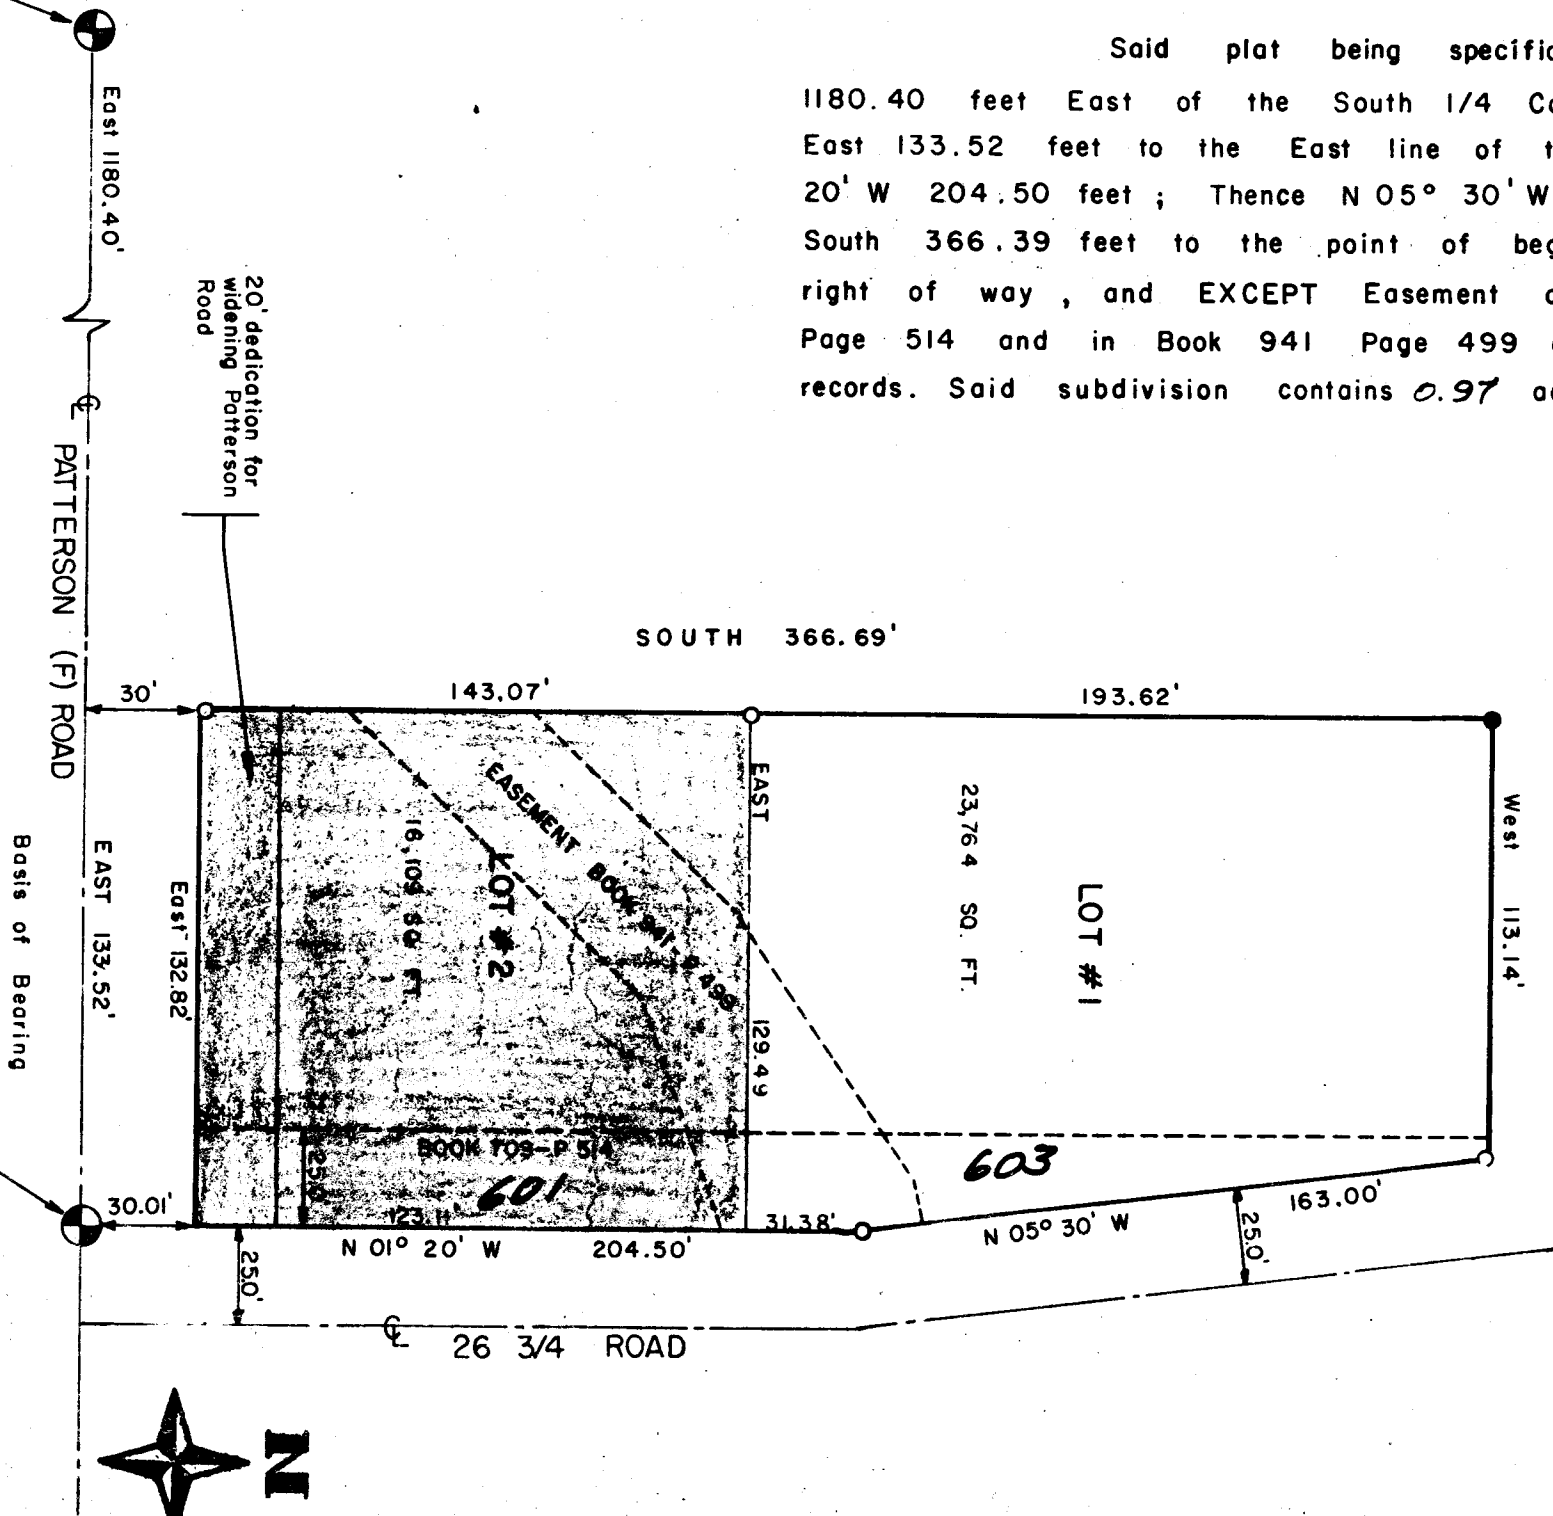 Said plat being specific
1180.40 feet East of the South 1/4 Co
East 133.52 feet to the East line of t
20' W 204.50 feet ; Thence N 05° 30' W
South 366.39 feet to the point of beg
right of way , and EXCEPT Easement
Page 514 and in Book 941 Page 499
records. Said subdivision contains 0.97 ac
East 1180.40'
20' dedication for
widening Patterson
Road
℄ PATTERSON (F) ROAD
SOUTH 366.69'
30'
143.07'
193.62'
EASEMENT BOOK 941-P 499
EAST 129.49
LOT #2
16,109 SQ FT.
LOT #1
23,764 SQ. FT.
West 113.14'
EAST 133.52'
East 132.82'
Basis of Bearing
BOOK 709-P 514
25.0
601
603
30.01'
123.11'
31.38'
163.00'
N 01° 20' W 204.50'
N 05° 30' W
25.0'
25.0'
℄ 26 3/4 ROAD
N